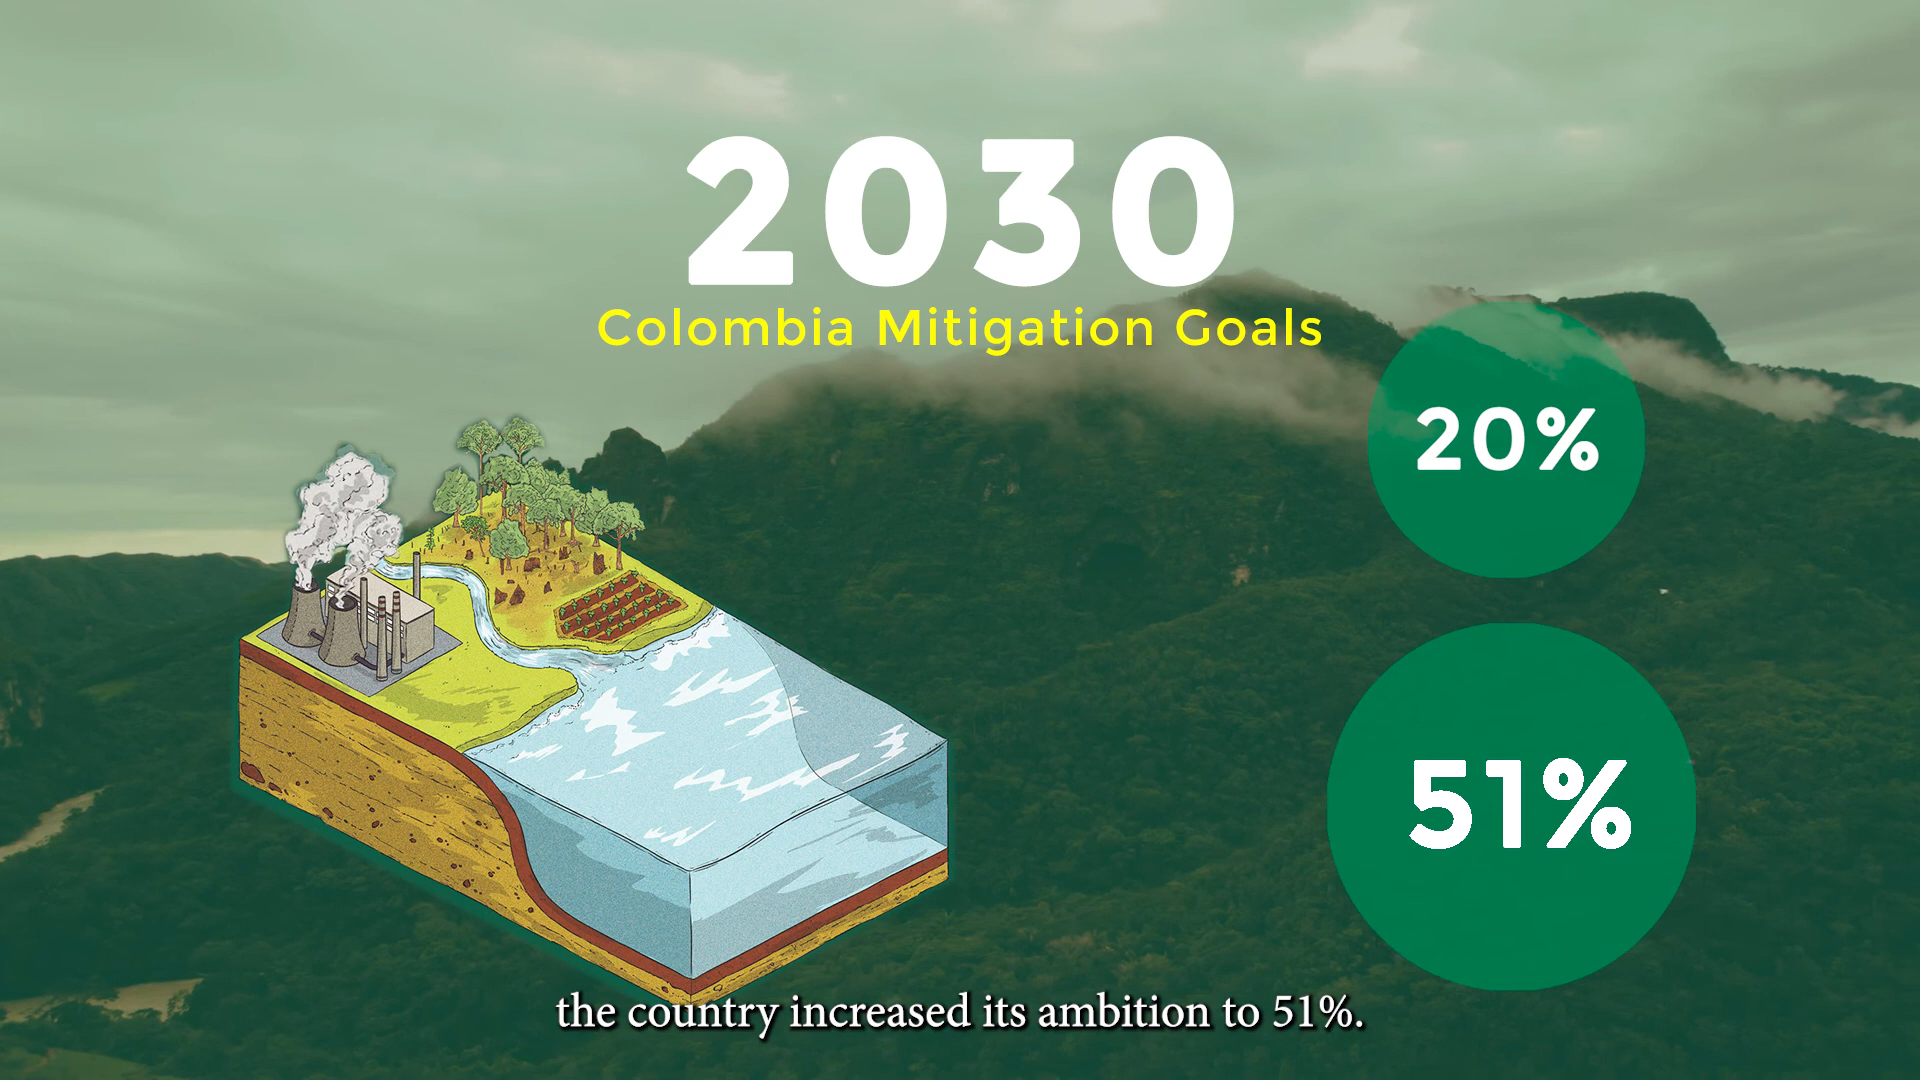 2030
Colombia Mitigation Goals
20%
51%
the country increased its ambition to 51%.